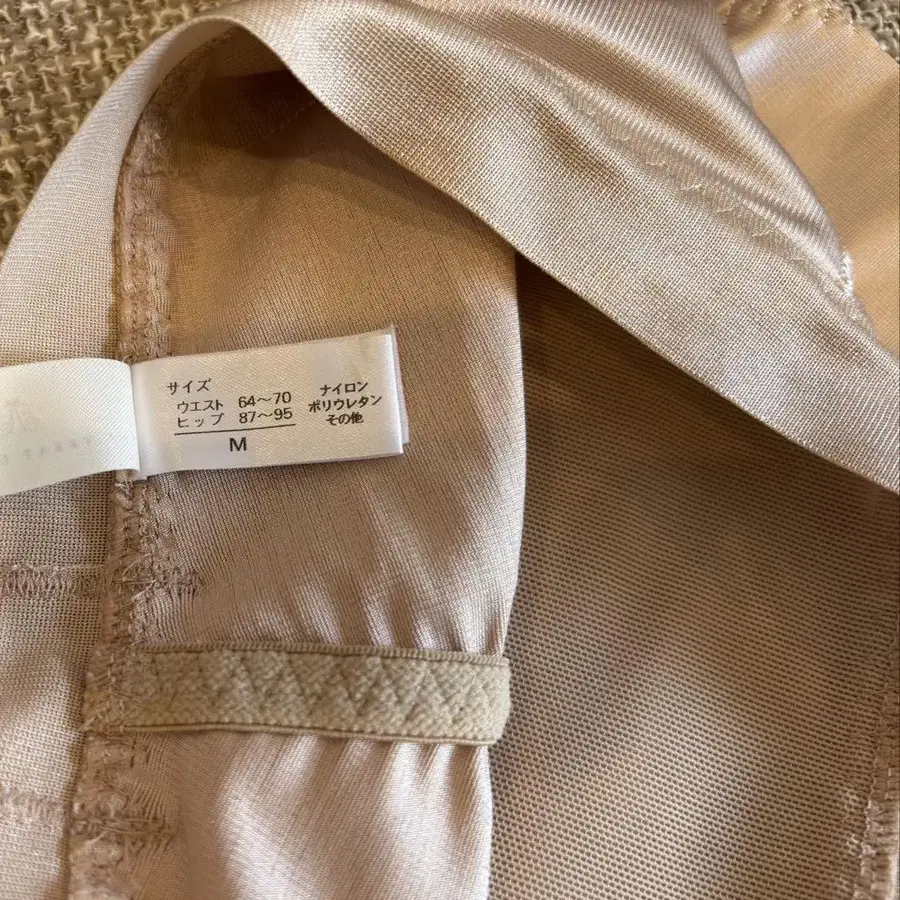 サイズ
ウエスト 64〜70
ヒップ 87〜95
M
ナイロン
ポリウレタン
その他